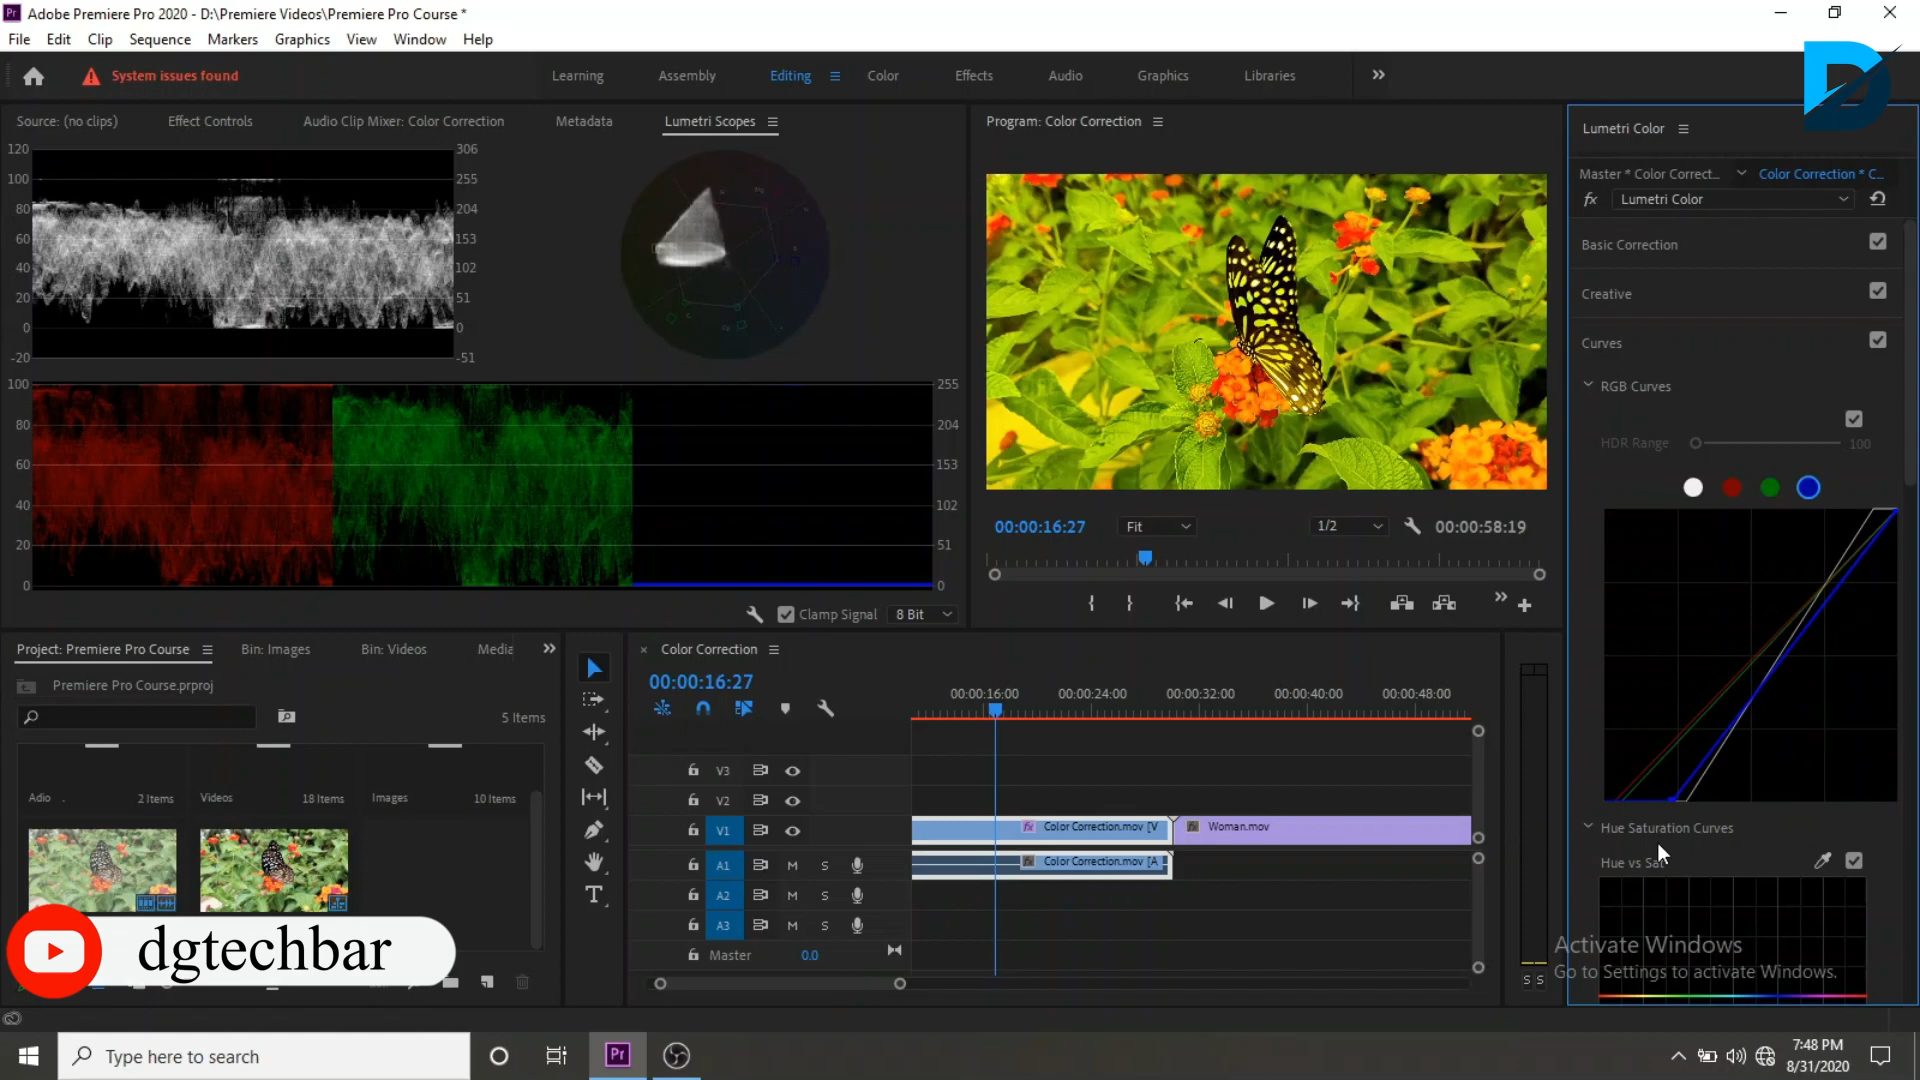 Adobe Premiere Pro 2020 - D:\Premiere Videos\Premiere Pro Course *
File Edit Clip Sequence Markers Graphics View Window Help
System issues found
Learning Assembly Editing Color Effects Audio Graphics Libraries
Source: (no clips) Effect Controls Audio Clip Mixer: Color Correction Metadata Lumetri Scopes
Program: Color Correction
Lumetri Color
Master * Color Correct... Color Correction * C...
fx Lumetri Color
Basic Correction
Creative
Curves
RGB Curves
HDR Range 100
120 306
100 255
80 204
60 153
40 102
20 51
0 0
-20 -51
100 255
80 204
60 153
40 102
20 51
0 0
Clamp Signal 8 Bit
00:00:16:27 Fit 1/2 00:00:58:19
Hue Saturation Curves
Hue vs Sat
Project: Premiere Pro Course Bin: Images Bin: Videos Media
Premiere Pro Course.prproj
5 Items
Adio . 2 Items Videos 18 Items Images 10 Items
dgtechbar
Color Correction
00:00:16:27
00:00:16:00 00:00:24:00 00:00:32:00 00:00:40:00 00:00:48:00
V3
V2
V1 fx Color Correction.mov [V fx Woman.mov
A1 M S fx Color Correction.mov [A
A2 M S
A3 M S
Master 0.0
S S
Activate Windows
Go to Settings to activate Windows.
Type here to search
Pr
7:48 PM
8/31/2020